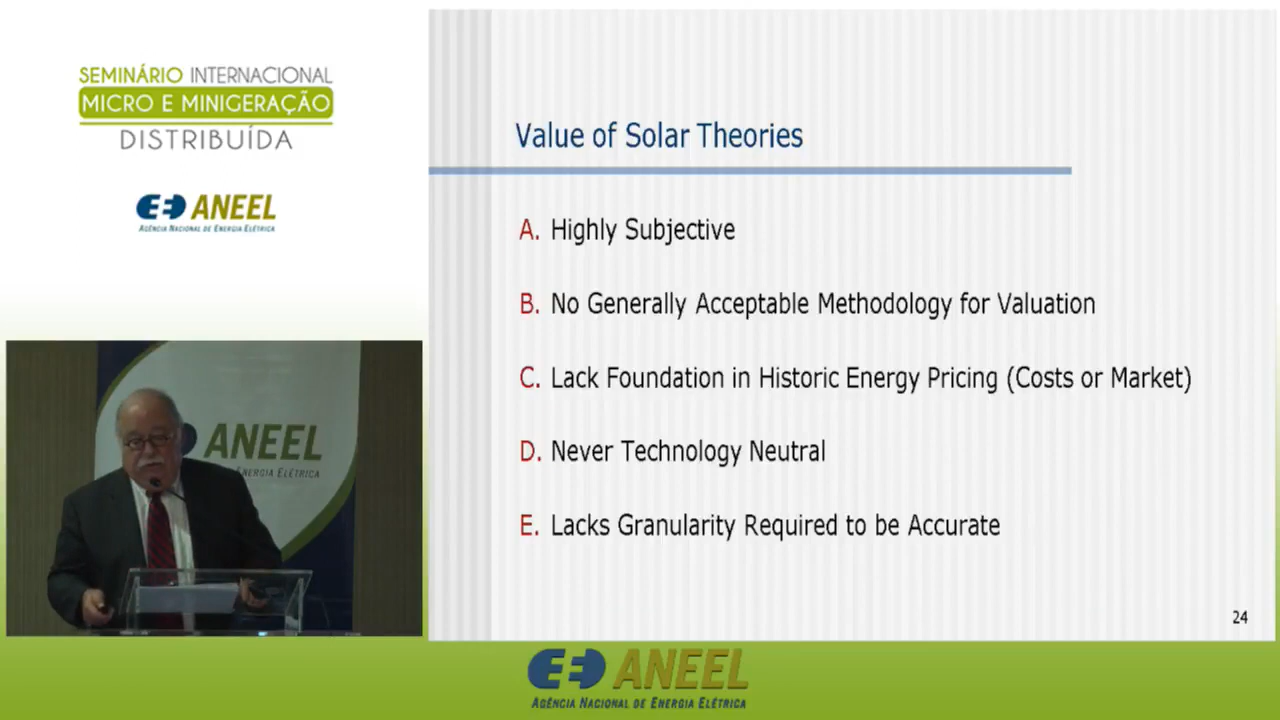 SEMINÁRIO INTERNACIONAL
MICRO E MINIGERAÇÃO
DISTRIBUÍDA
ANEEL
AGÊNCIA NACIONAL DE ENERGIA ELÉTRICA
ANEEL
ENERGIA ELÉTRICA
Value of Solar Theories
A. Highly Subjective
B. No Generally Acceptable Methodology for Valuation
C. Lack Foundation in Historic Energy Pricing (Costs or Market)
D. Never Technology Neutral
E. Lacks Granularity Required to be Accurate
24
ANEEL
AGÊNCIA NACIONAL DE ENERGIA ELÉTRICA